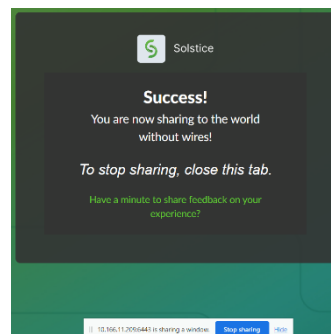 Solstice
Success!
You are now sharing to the world
without wires!
To stop sharing, close this tab.
Have a minute to share feedback on your
experience?
10.166.11.209:6443 is sharing a window. Stop sharing Hide